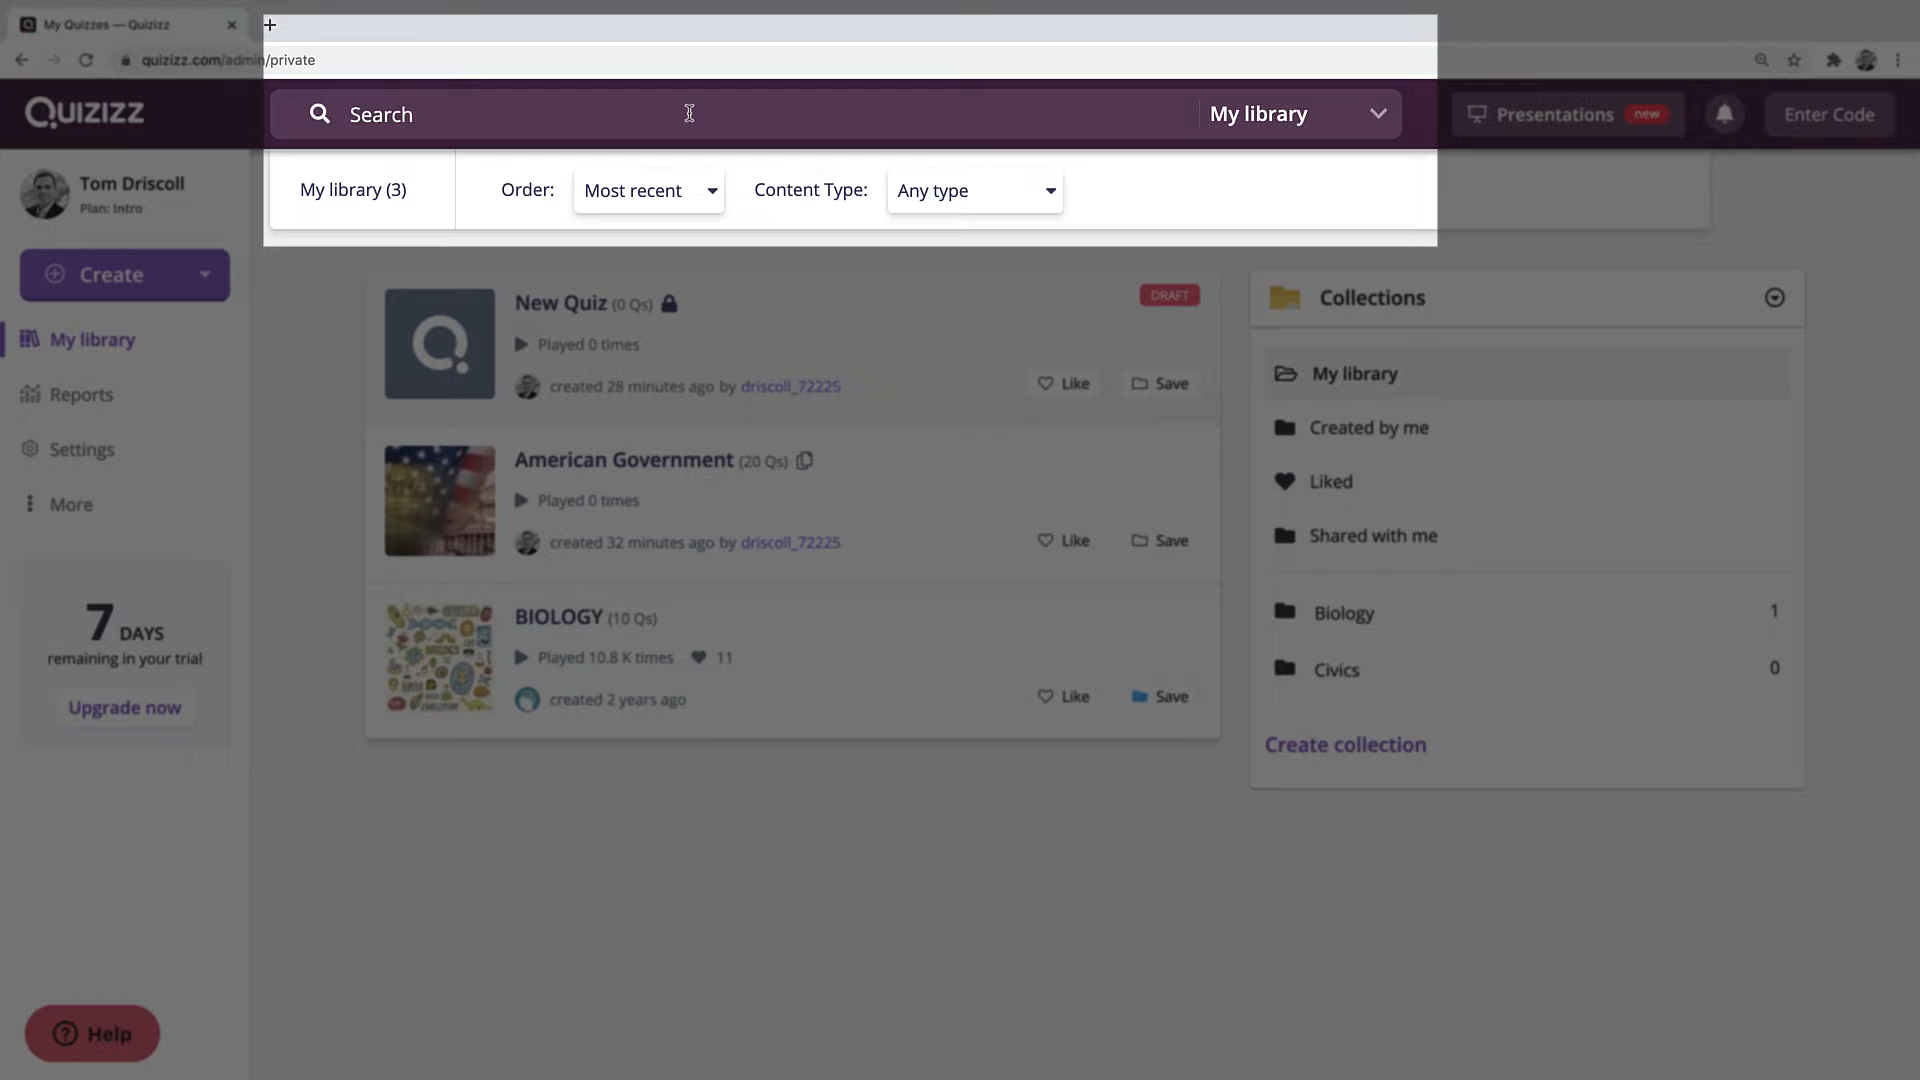 My Quizzes — Quizizz
quizizz.com/admin/private
QUIZIZZ
Search
My library
Presentations new
Enter Code
Tom Driscoll
Plan: Intro
My library (3)
Order: Most recent
Content Type: Any type
Create
My library
Reports
Settings
More
7 DAYS
remaining in your trial
Upgrade now
Help
New Quiz (0 Qs)
DRAFT
Played 0 times
created 28 minutes ago by driscoll_72225
Like Save
American Government (20 Qs)
Played 0 times
created 32 minutes ago by driscoll_72225
Like Save
BIOLOGY
BIOLOGY (10 Qs)
Played 10.8 K times 11
created 2 years ago
Like Save
Collections
My library
Created by me
Liked
Shared with me
Biology 1
Civics 0
Create collection